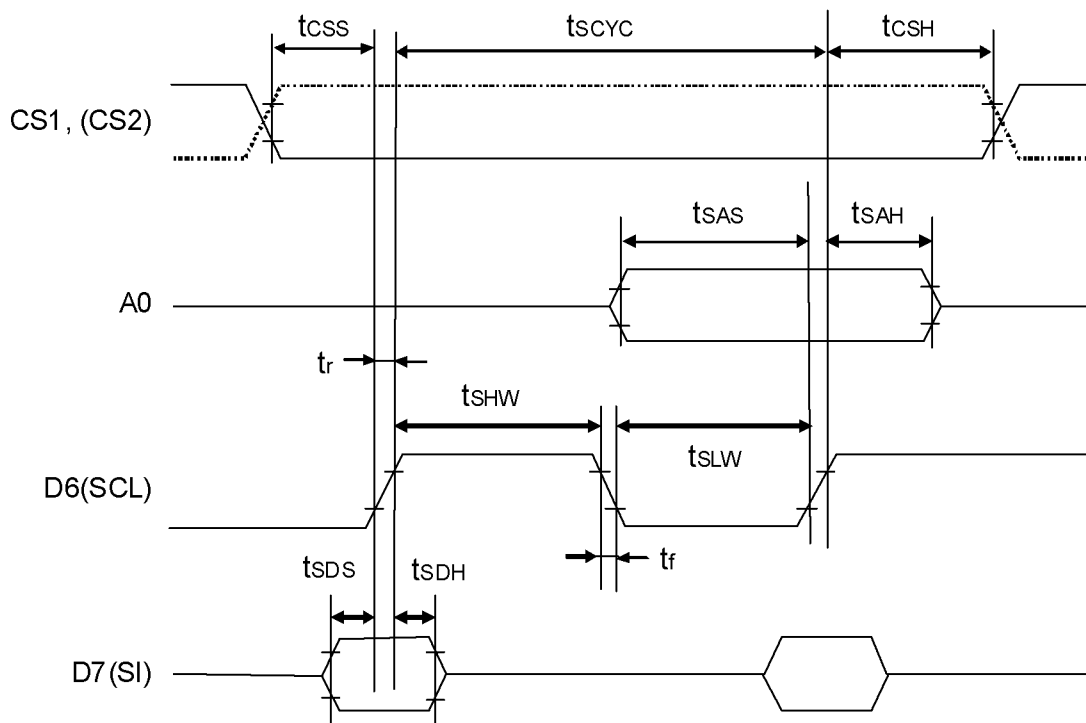 tCSS tSCYC tCSH
CS1, (CS2)
tSAS tSAH
A0
tr
tSHW
tSLW
D6(SCL)
tSDS tSDH tf
D7(SI)